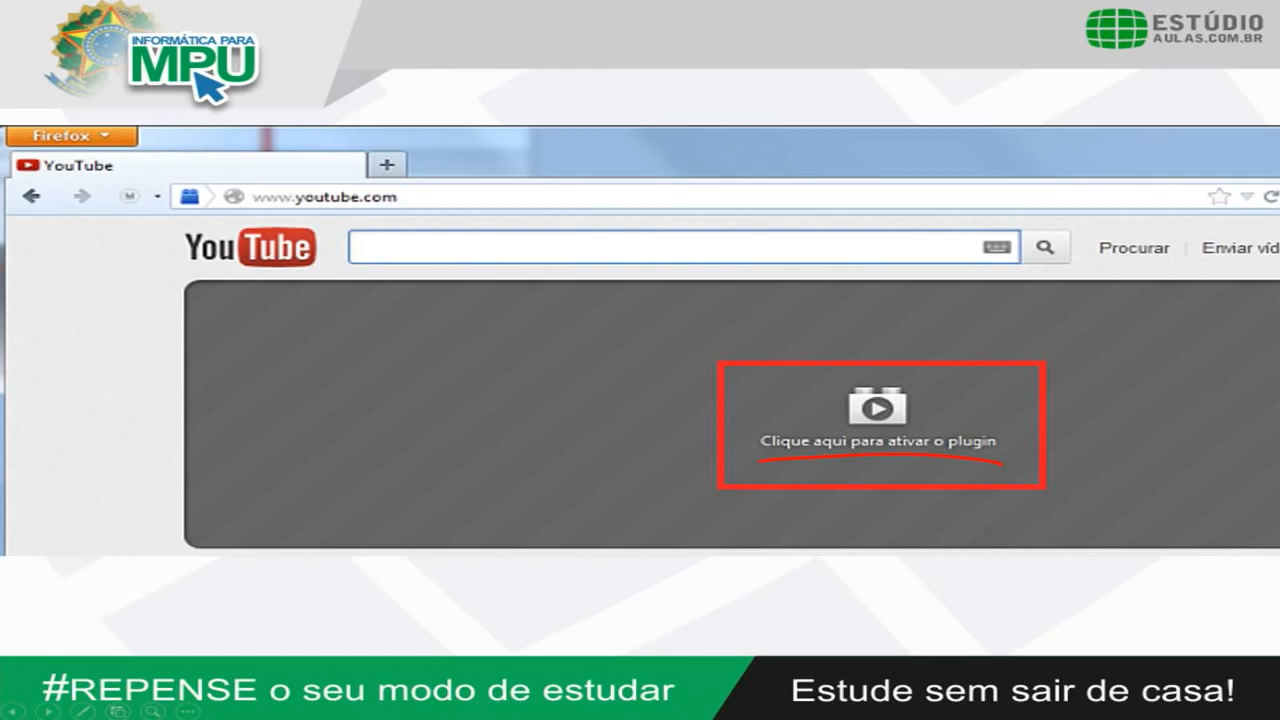 INFORMÁTICA PARA
MPU
ESTÚDIO
AULAS.COM.BR
Firefox
YouTube
www.youtube.com
YouTube
Procurar
Enviar víd
Clique aqui para ativar o plugin
#REPENSE o seu modo de estudar
Estude sem sair de casa!